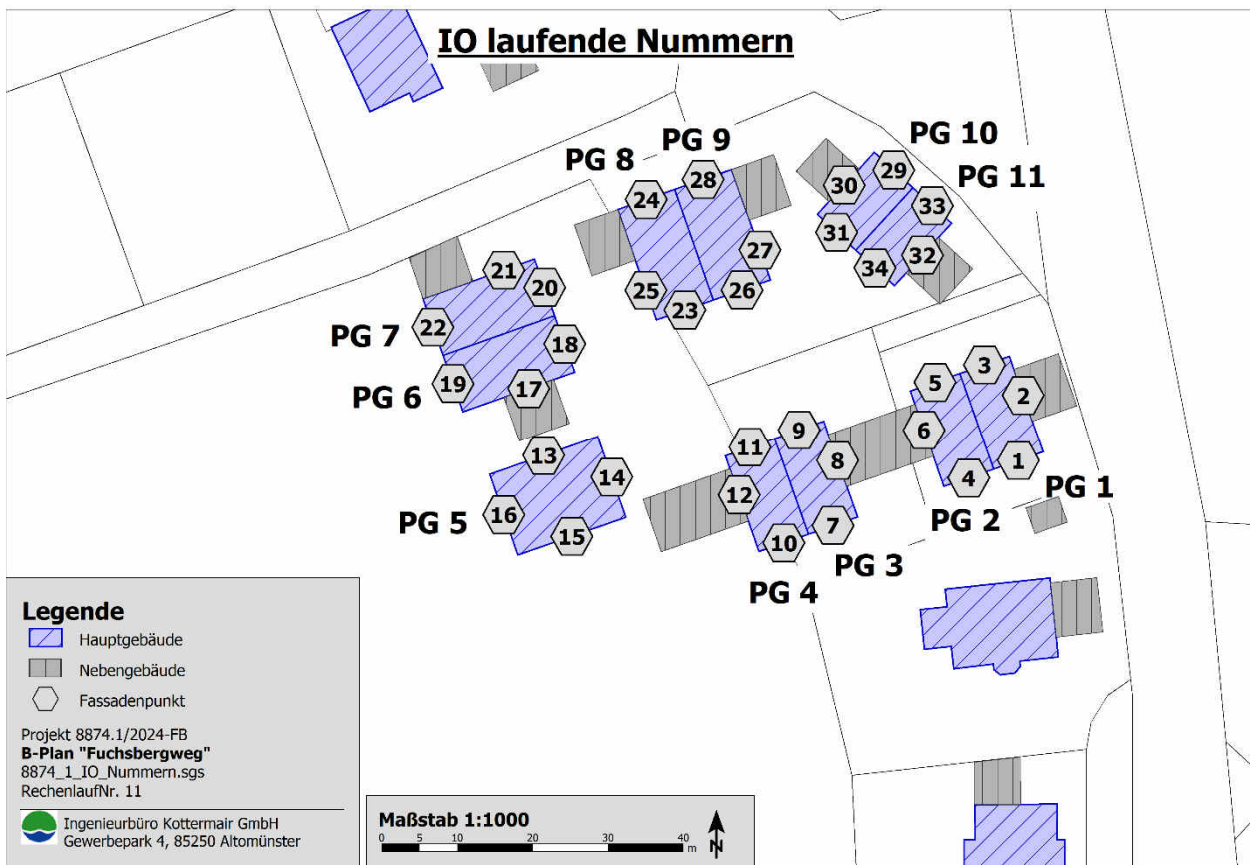 IO laufende Nummern
PG 10
PG 9
PG 8
28
29
PG 11
24
30
33
31
27
32
34
21
25
26
20
23
22
PG 7
18
3
19
5
2
17
PG 6
9
6
11
13
8
1
14
4
12
PG 1
16
PG 5
7
PG 2
15
10
PG 3
PG 4
Legende
Hauptgebäude
Nebengebäude
Fassadenpunkt
Projekt 8874.1/2024-FB
B-Plan "Fuchsbergweg"
8874_1_IO_Nummern.sgs
RechenlaufNr. 11
Ingenieurbüro Kottermair GmbH
Gewerbepark 4, 85250 Altomünster
Maßstab 1:1000
0 5 10 20 30 40
m
N